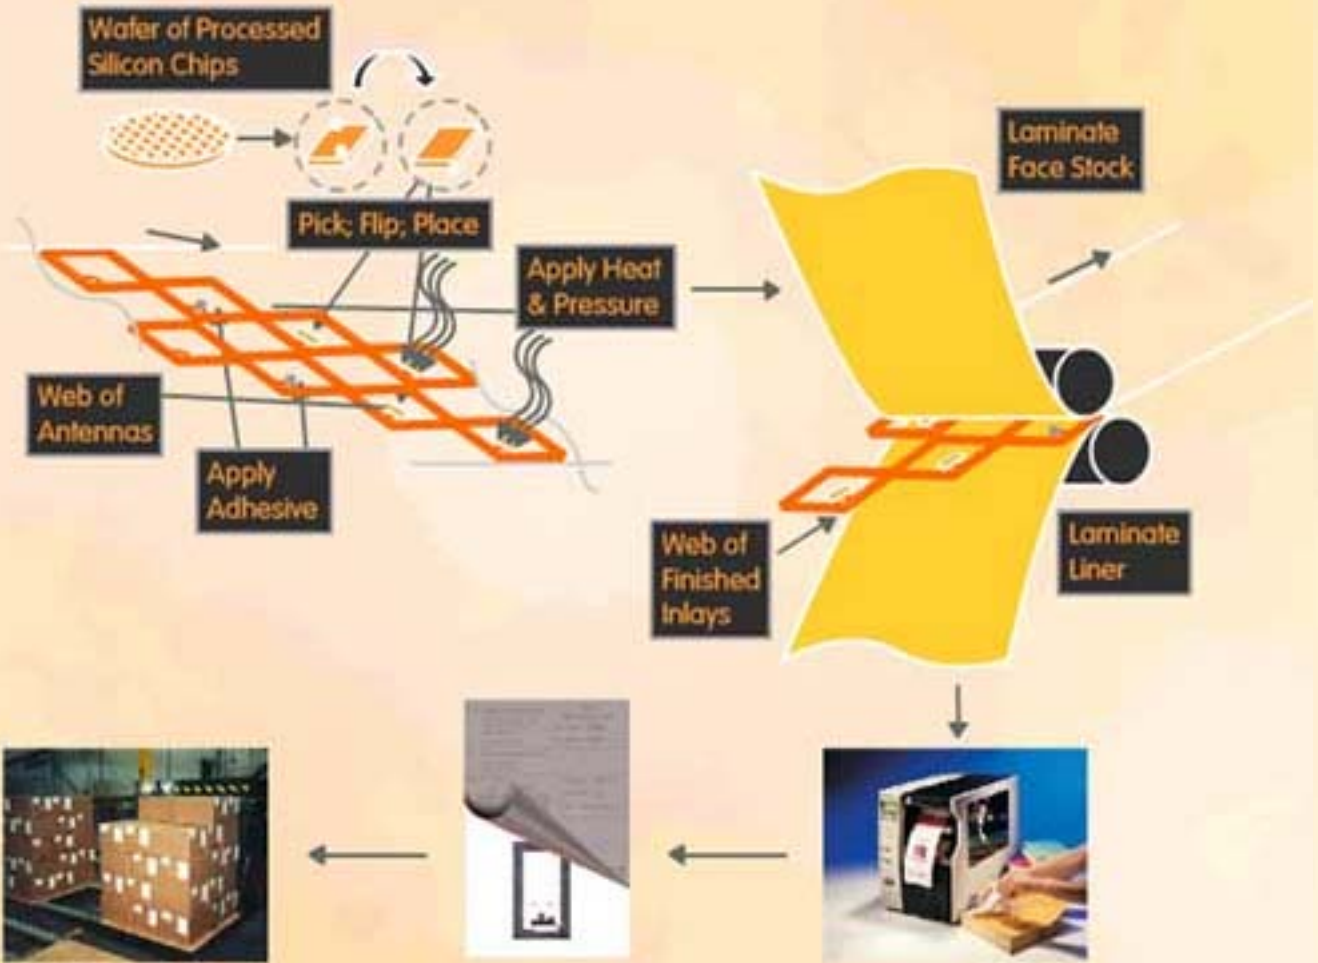 Wafer of Processed
Silicon Chips
Pick; Flip; Place
Apply Heat
& Pressure
Web of
Antennas
Apply
Adhesive
Laminate
Face Stock
Web of
Finished
Inlays
Laminate
Liner